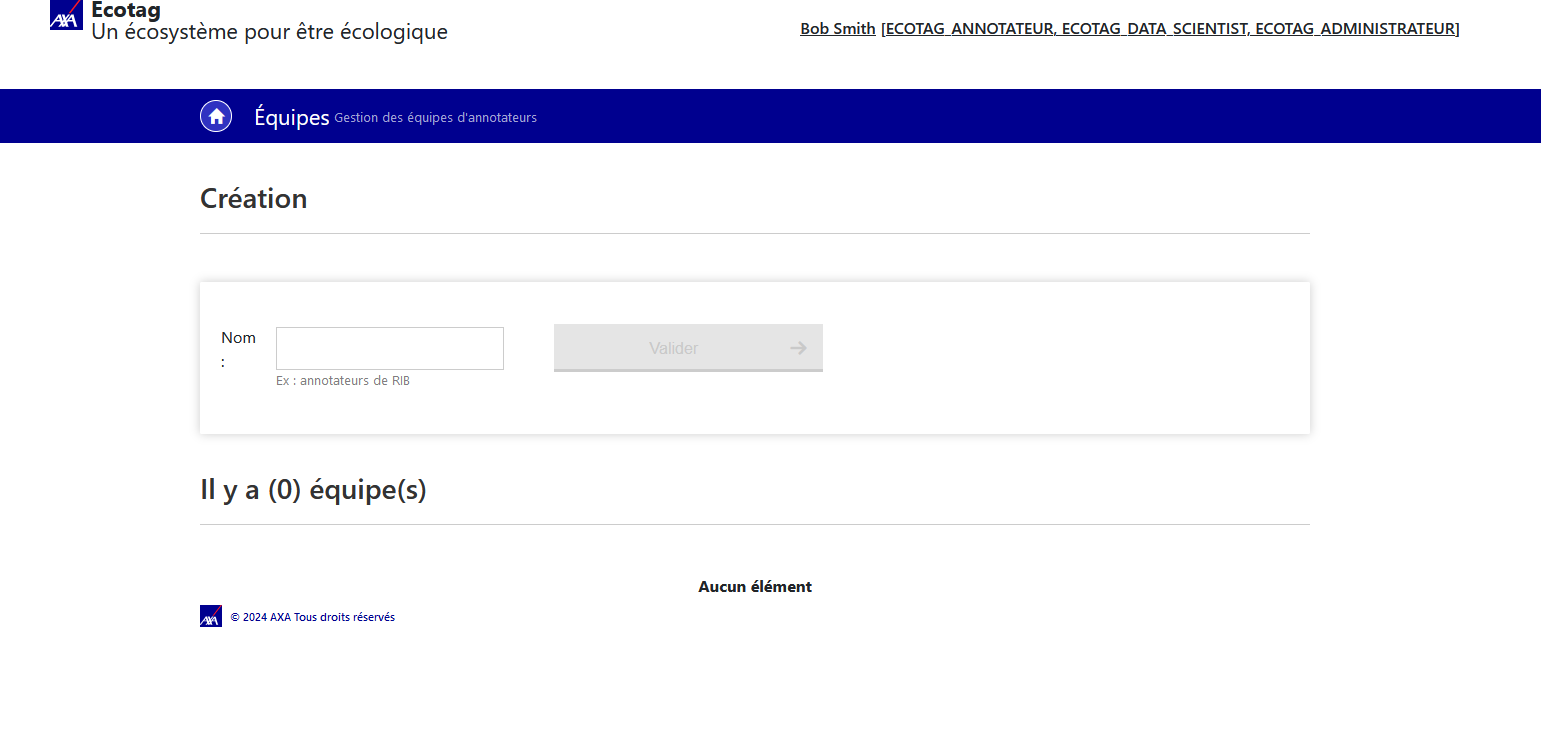 AXA
Ecotag
Un écosystème pour être écologique
Bob Smith [ECOTAG_ANNOTATEUR, ECOTAG_DATA_SCIENTIST, ECOTAG_ADMINISTRATEUR]
Équipes Gestion des équipes d'annotateurs
Création
Nom
:
Valider
Ex : annotateurs de RIB
Il y a (0) équipe(s)
Aucun élément
AXA © 2024 AXA Tous droits réservés